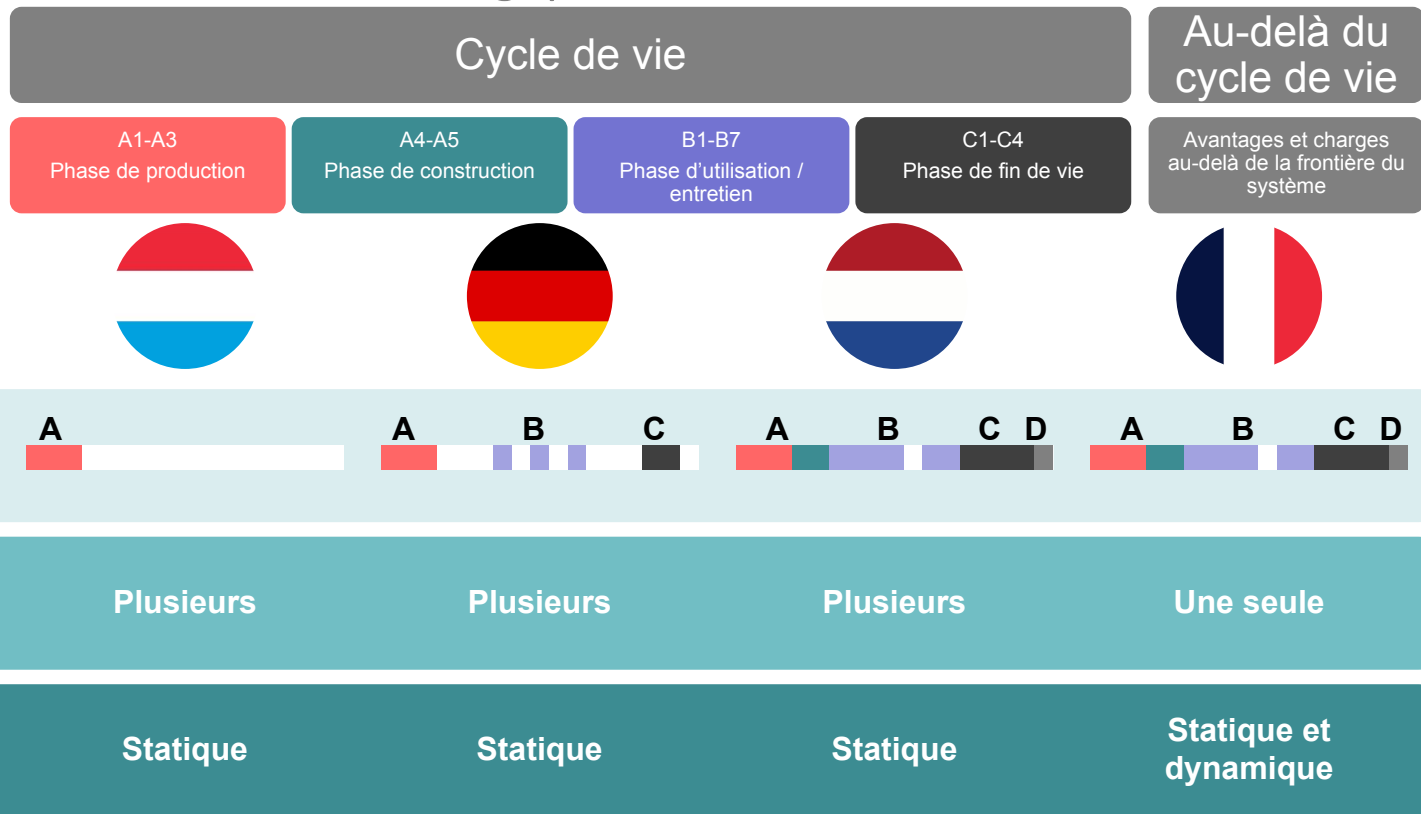 Cycle de vie
Au-delà du
cycle de vie
A1-A3
Phase de production
A4-A5
Phase de construction
B1-B7
Phase d'utilisation /
entretien
C1-C4
Phase de fin de vie
Avantages et charges
au-delà de la frontière du
système
A
A B C
A B C D
A B C D
Plusieurs
Plusieurs
Plusieurs
Une seule
Statique
Statique
Statique
Statique et
dynamique